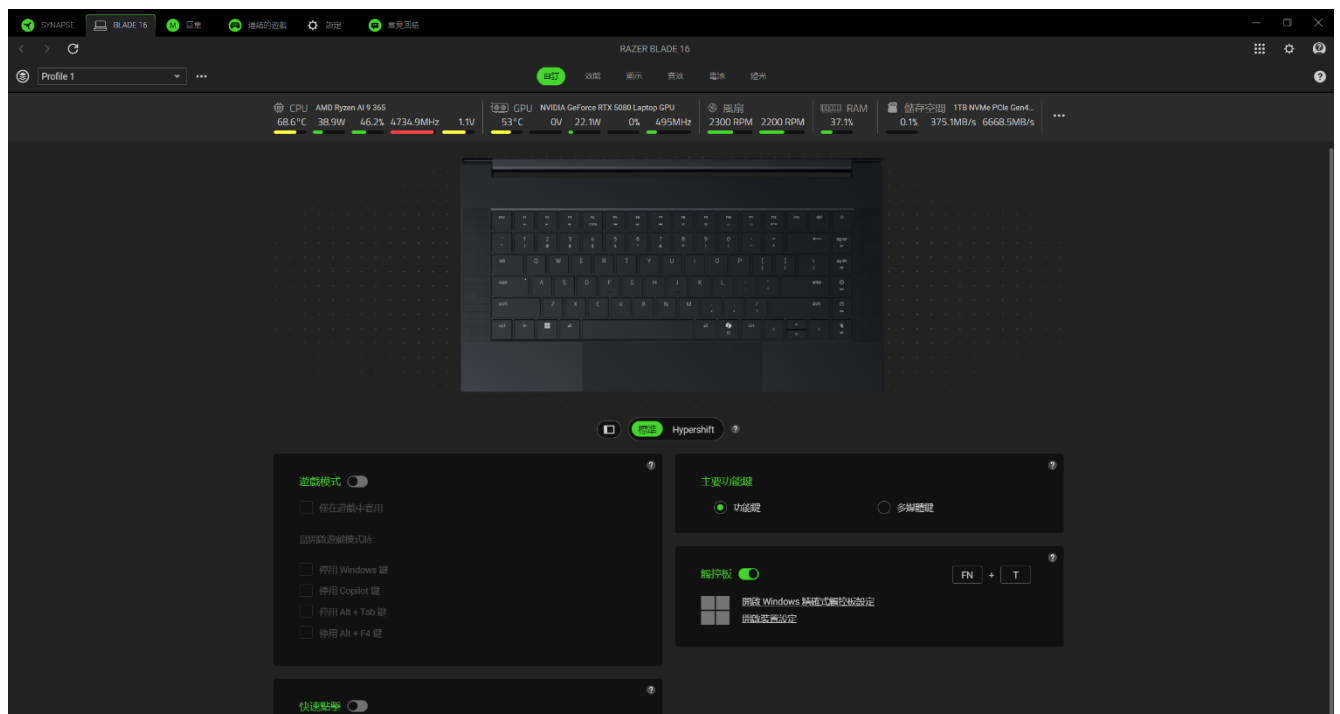 SYNAPSE BLADE 16 巨集 連結的遊戲 設定 意見回饋
RAZER BLADE 16
Profile 1 自訂 效能 顯示 音效 電池 燈光
CPU AMD Ryzen AI 9 365 GPU NVIDIA GeForce RTX 5080 Laptop GPU 風扇 RAM 儲存空間 1TB NVMe PCIe Gen4...
68.6°C 38.9W 46.2% 4734.9MHz 1.1V 53°C 0V 22.1W 0% 495MHz 2300 RPM 2200 RPM 37.1% 0.1% 375.1MB/s 6668.5MB/s
Q W E R T Y U I O P
A S D F G H J K L
Z X C V B N M
標準 Hypershift
遊戲模式
僅在遊戲中套用
當開啟遊戲模式時:
停用 Windows 鍵
停用 Copilot 鍵
停用 Alt + Tab 鍵
停用 Alt + F4 鍵
主要功能鍵
功能鍵 多媒體鍵
觸控板 FN + T
開啟 Windows 精確式觸控板設定
開啟裝置設定
快速點擊